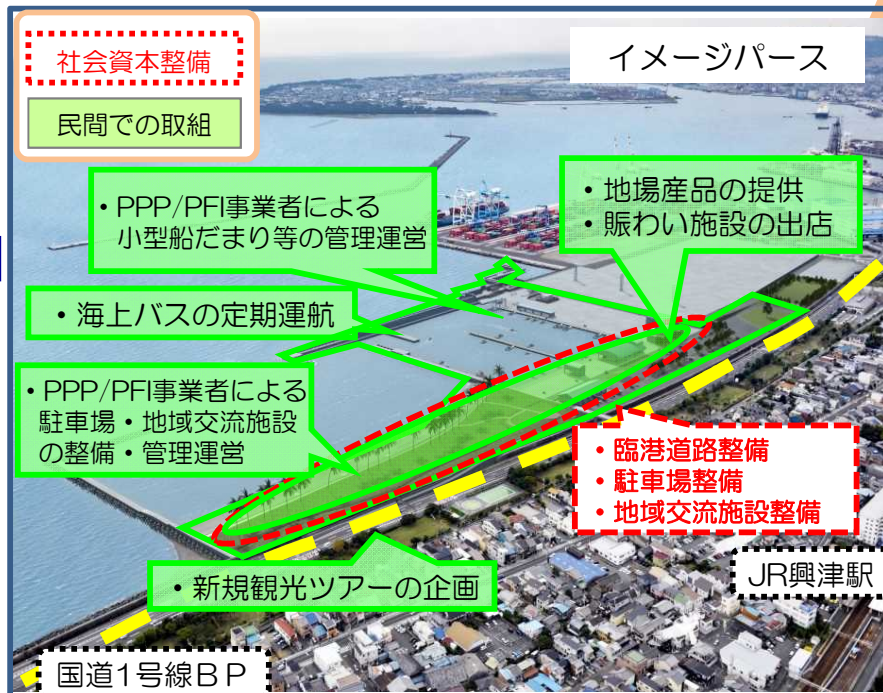 社会資本整備
民間での取組
イメージパース
・PPP/PFI事業者による
小型船だまり等の管理運営
・地場産品の提供
・賑わい施設の出店
・海上バスの定期運航
・PPP/PFI事業者による
駐車場・地域交流施設
の整備・管理運営
・臨港道路整備
・駐車場整備
・地域交流施設整備
・新規観光ツアーの企画
JR興津駅
国道1号線BP